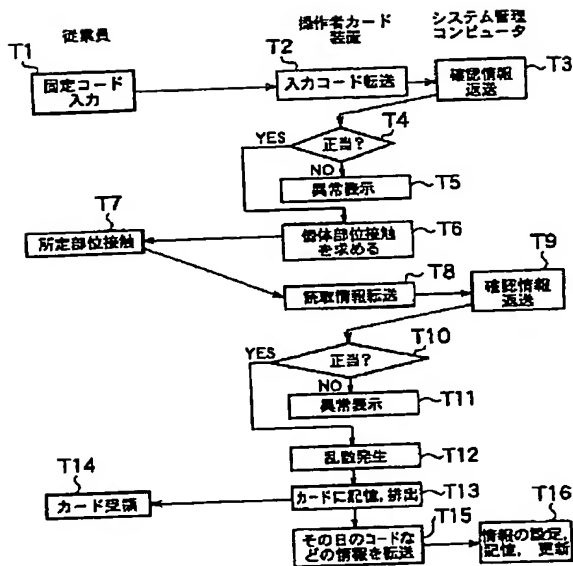 従業員
操作者カード
装置
システム管理
コンピュータ
T1
固定コード
入力
T2
入力コード転送
T3
確認情報
返送
T4
YES
正当?
NO
異常表示
T5
T7
所定部位接触
個体部位接触
を求める
T6
T8
読取情報転送
T9
確認情報
返送
T10
YES
正当?
NO
異常表示
T11
乱数発生
T12
T14
カード受領
カードに記憶,排出
T13
T15
その日のコードな
どの情報を転送
T16
情報の設定,
記憶, 更新